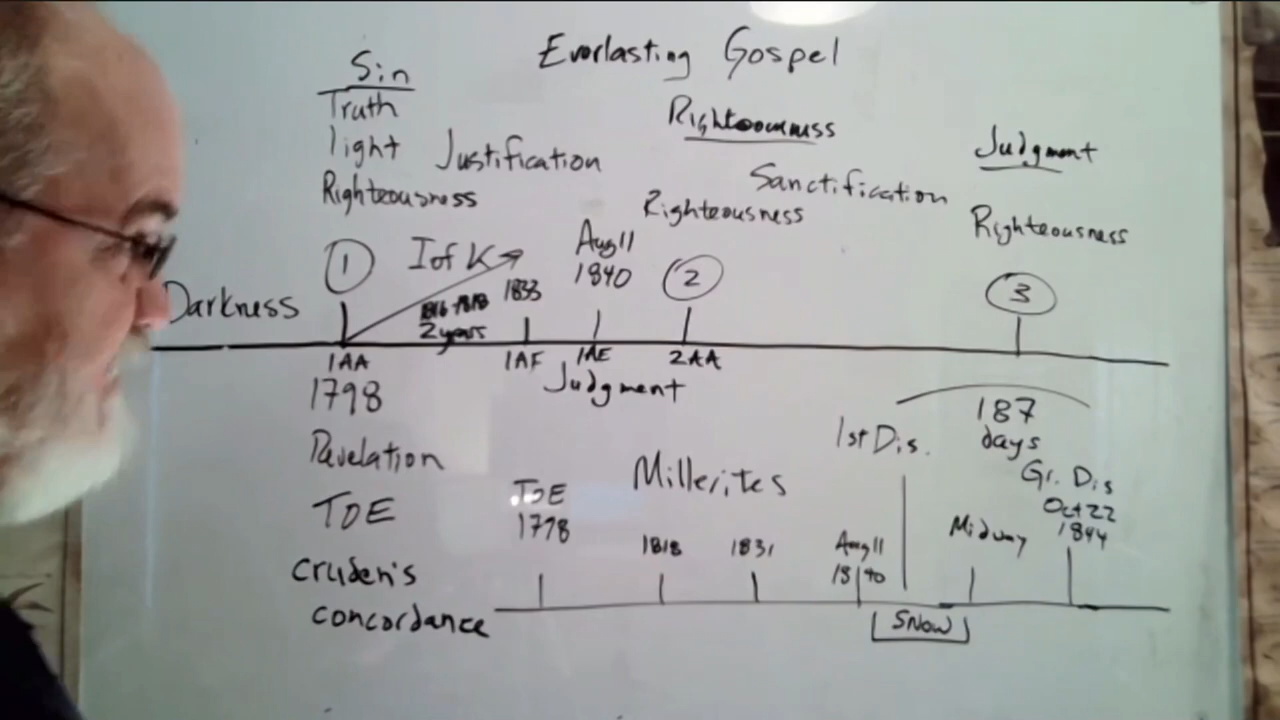 Everlasting Gospel
Sin
Truth
light
Righteousness
Justification
Righteousness
Sanctification
Righteousness
Judgment
Righteousness
Darkness
1
I of K
1833
2 years
Aug 11
1840
2
3
1AA
1AF
1AE
2AA
1798
Judgment
Revelation
TOE
Cruden's
concordance
187
days
1st Dis.
Gr. Dis
Oct 22
1844
Millerites
TOE
1798
1818
1831
Aug 11
1840
Midway
SNOW